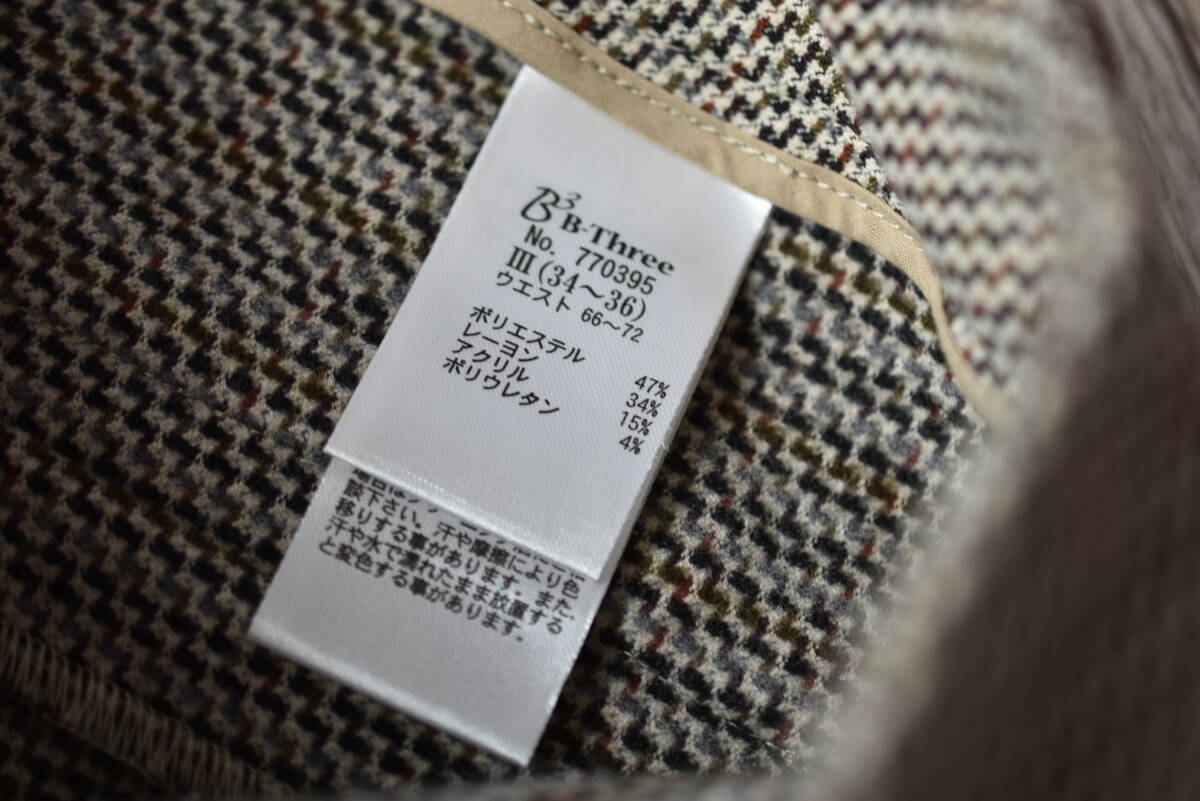 B³ B-Three
No. 770395
Ⅲ(34～36)
ウエスト 66～72
ポリエステル 47%
レーヨン 34%
アクリル 15%
ポリウレタン 4%
談下さい。汗や摩擦により色
移りする事があります。また、
汗や水で濡れたまま放置する
と変色する事があります。